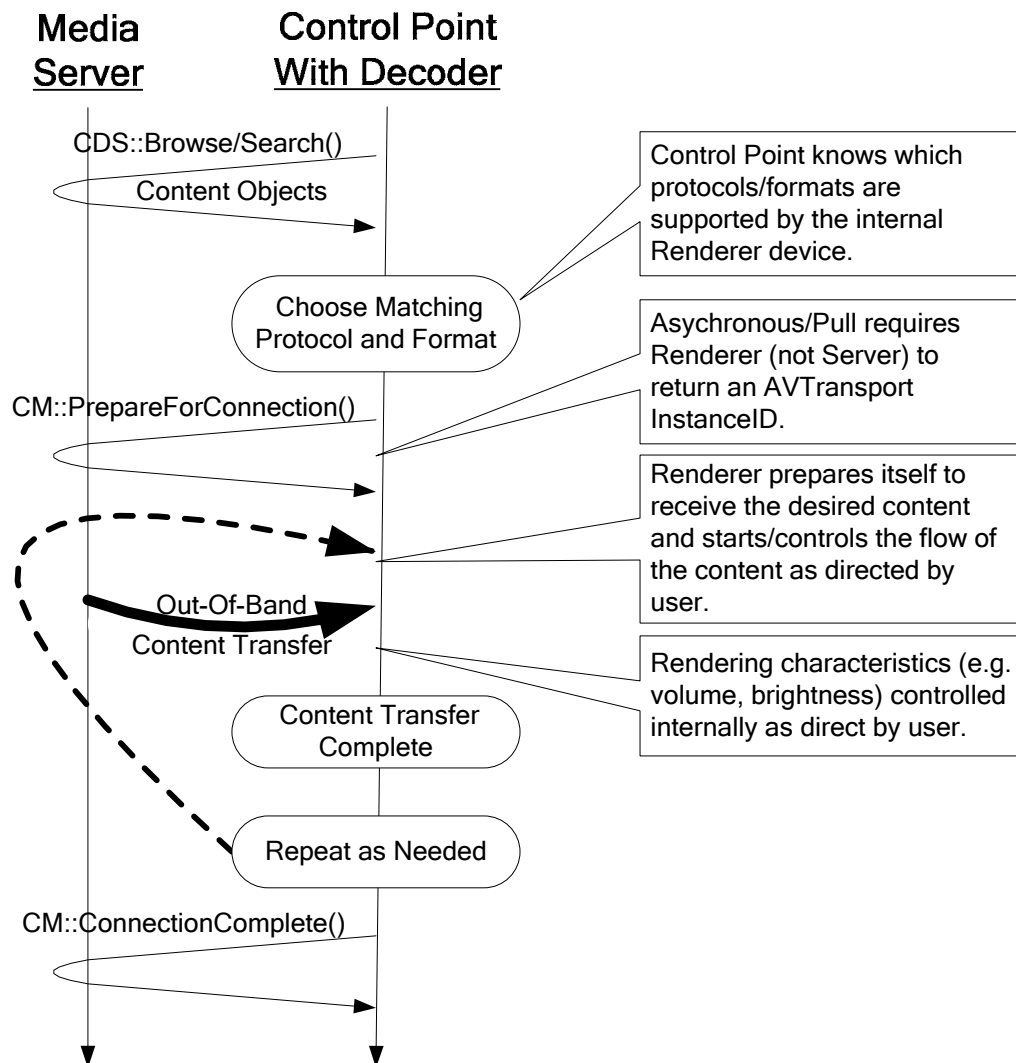 Media
Server
Control Point
With Decoder
CDS::Browse/Search()
Content Objects
Control Point knows which
protocols/formats are
supported by the internal
Renderer device.
Choose Matching
Protocol and Format
Asychronous/Pull requires
Renderer (not Server) to
return an AVTransport
InstanceID.
CM::PrepareForConnection()
Renderer prepares itself to
receive the desired content
and starts/controls the flow of
the content as directed by
user.
Out-Of-Band
Content Transfer
Rendering characteristics (e.g.
volume, brightness) controlled
internally as direct by user.
Content Transfer
Complete
Repeat as Needed
CM::ConnectionComplete()